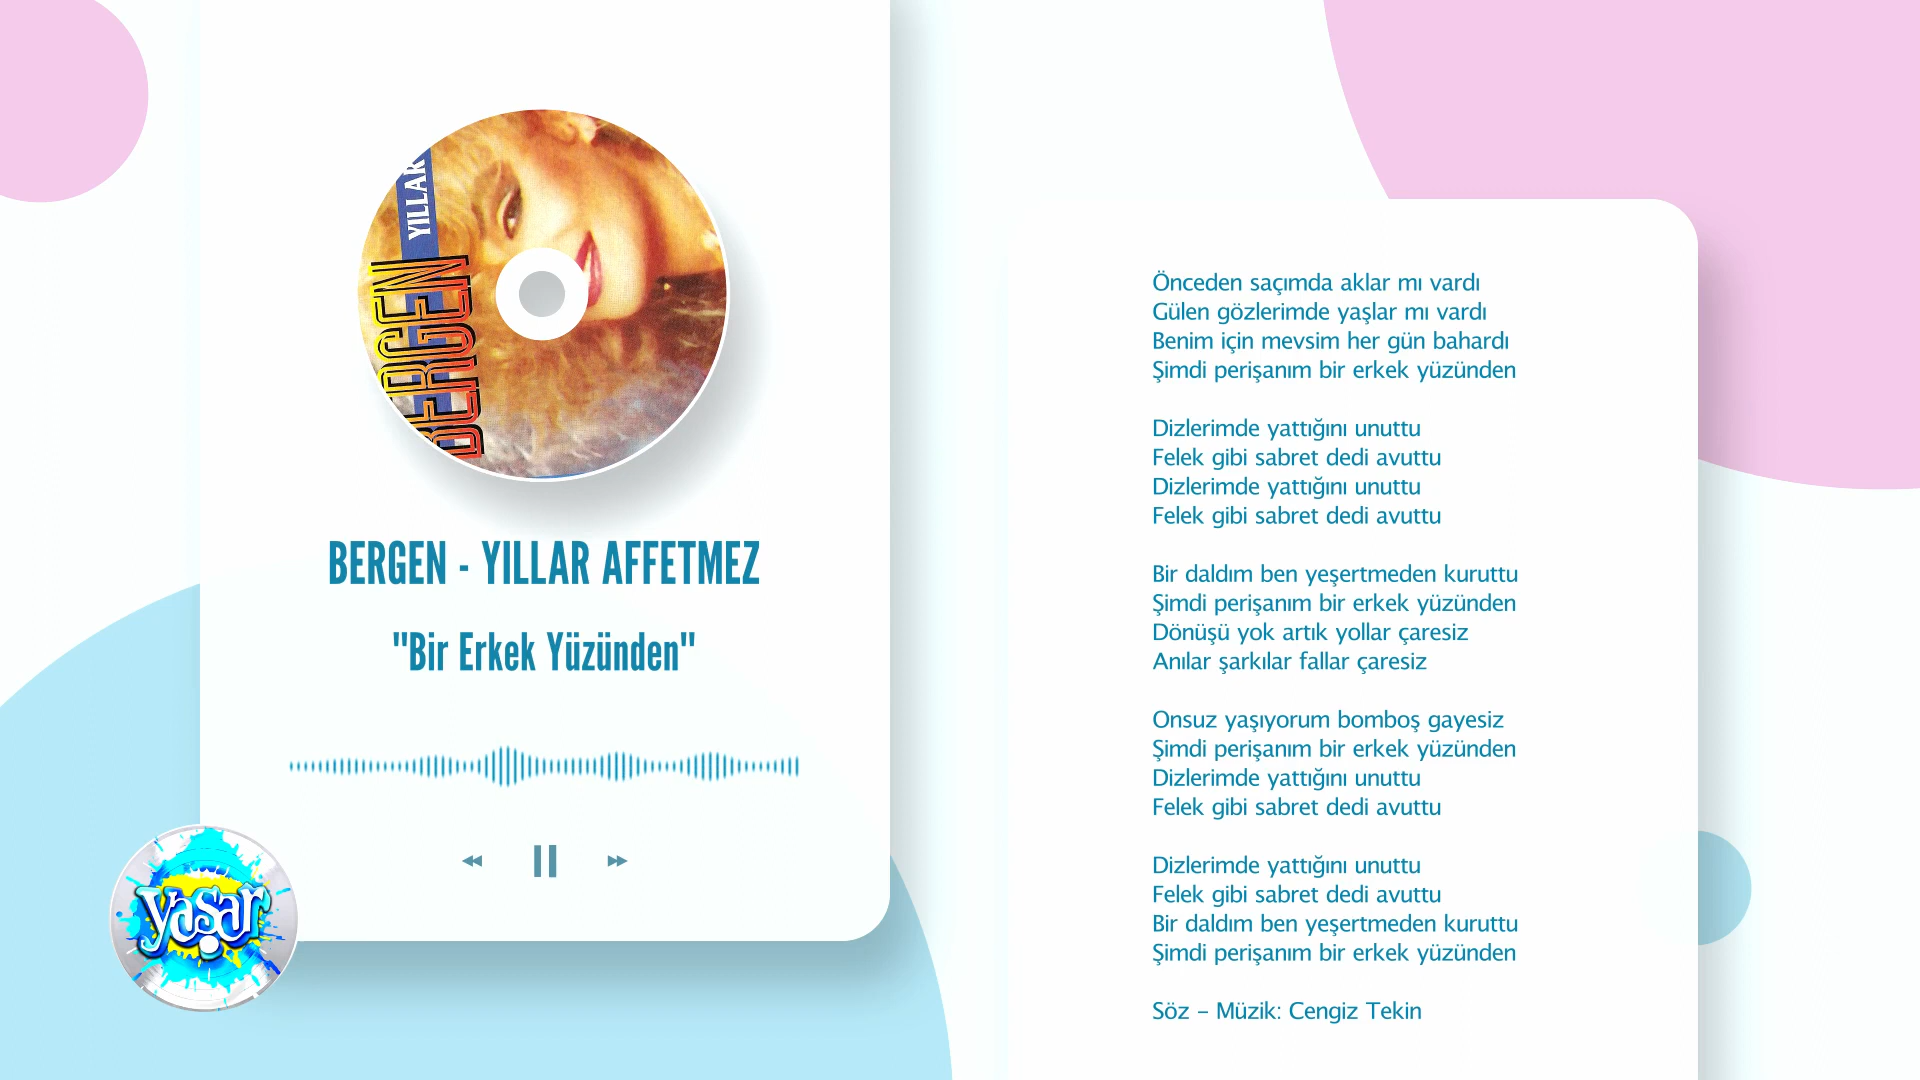 YILLAR
BERGEN
BERGEN - YILLAR AFFETMEZ
"Bir Erkek Yüzünden"
yaşar
Önceden saçımda aklar mı vardı
Gülen gözlerimde yaşlar mı vardı
Benim için mevsim her gün bahardı
Şimdi perişanım bir erkek yüzünden
Dizlerimde yattığını unuttu
Felek gibi sabret dedi avuttu
Dizlerimde yattığını unuttu
Felek gibi sabret dedi avuttu
Bir daldım ben yeşertmeden kuruttu
Şimdi perişanım bir erkek yüzünden
Dönüşü yok artık yollar çaresiz
Anılar şarkılar fallar çaresiz
Onsuz yaşıyorum bomboş gayesiz
Şimdi perişanım bir erkek yüzünden
Dizlerimde yattığını unuttu
Felek gibi sabret dedi avuttu
Dizlerimde yattığını unuttu
Felek gibi sabret dedi avuttu
Bir daldım ben yeşertmeden kuruttu
Şimdi perişanım bir erkek yüzünden
Söz – Müzik: Cengiz Tekin